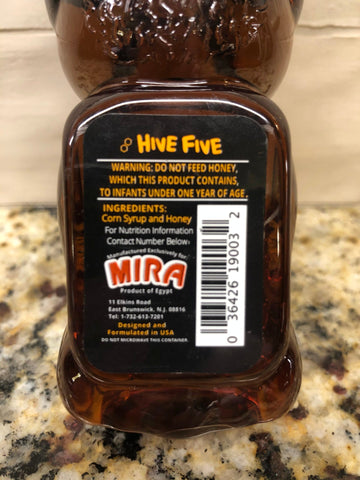 HIVE FIVE
WARNING: DO NOT FEED HONEY,
WHICH THIS PRODUCT CONTAINS,
TO INFANTS UNDER ONE YEAR OF AGE.
INGREDIENTS:
Corn Syrup and Honey
For Nutrition Information
Contact Number Below-
Manufactured Exclusively for:
MIRA
Product of Egypt
11 Elkins Road
East Brunswick, N.J. 08816
Tel: 1-732-613-7201
Designed and
Formulated in USA
DO NOT MICROWAVE THIS CONTAINER
0 36426 19003 2